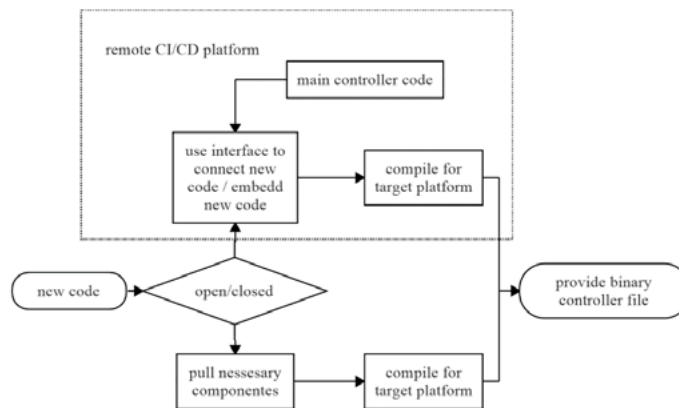 remote CI/CD platform
main controller code
use interface to
connect new
code / embedd
new code
compile for
target platform
new code
open/closed
provide binary
controller file
pull nessesary
componentes
compile for
target platform